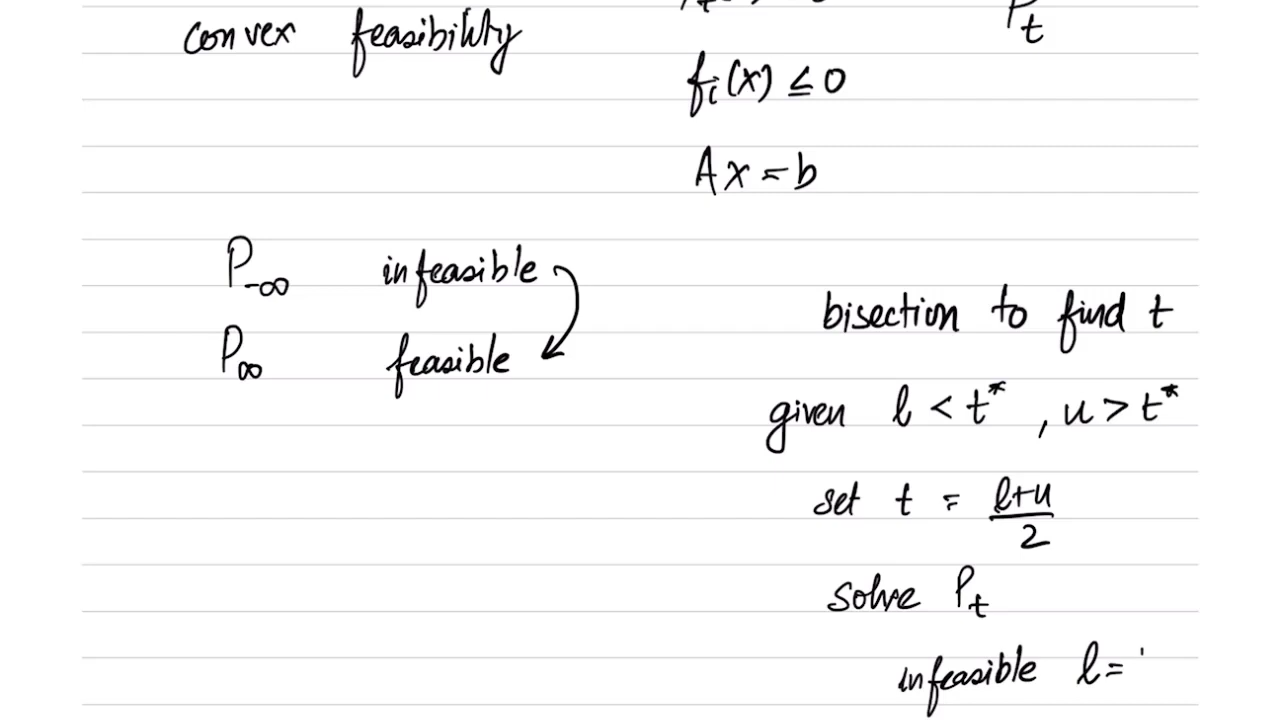 convex feasibility
P_t
f_i(x) ≤ 0
Ax = b
P_-∞ infeasible
P_∞ feasible
bisection to find t
given l < t* , u > t*
set t = (l+u)/2
solve P_t
infeasible l =